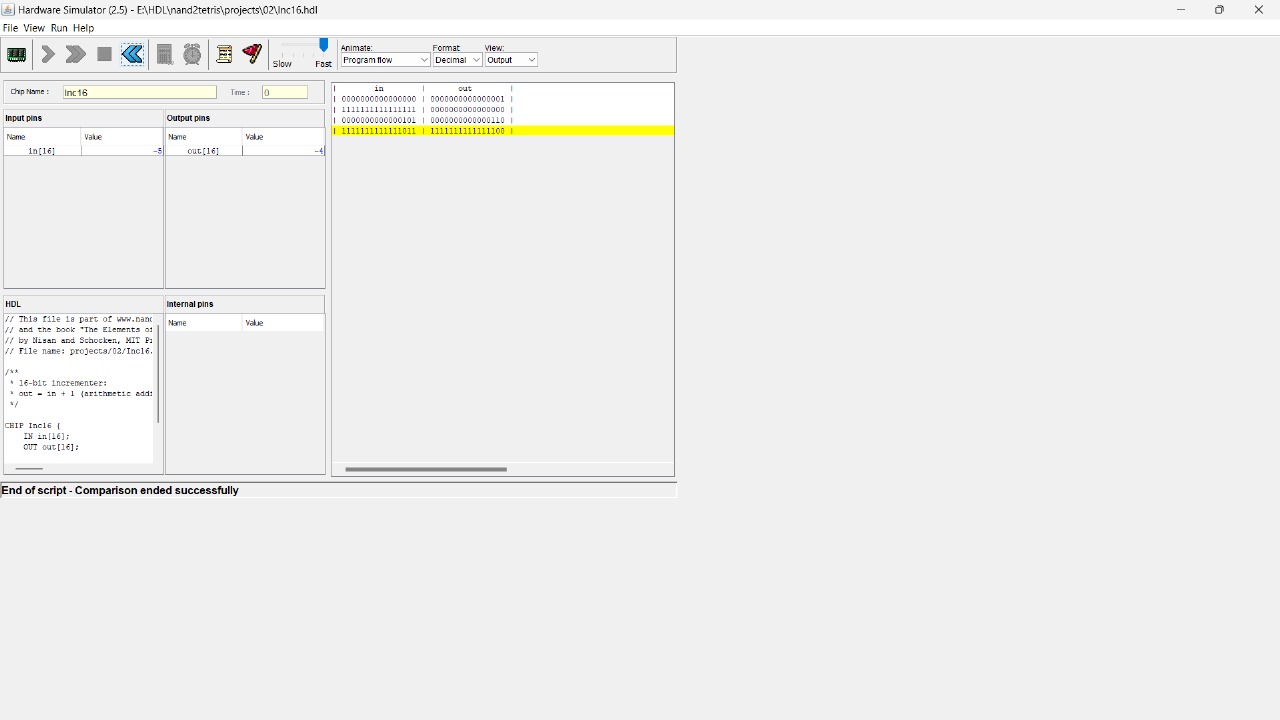 Hardware Simulator (2.5) - E:\HDL\nand2tetris\projects\02\Inc16.hdl
File View Run Help
Slow Fast
Animate: Format: View:
Program flow Decimal Output
Chip Name : Inc16 Time : 0
Input pins Output pins
Name Value Name Value
in[16] -5 out[16] -4
| in | out |
| 0000000000000000 | 0000000000000001 |
| 1111111111111111 | 0000000000000000 |
| 0000000000000101 | 0000000000000110 |
| 1111111111111011 | 1111111111111100 |
HDL Internal pins
Name Value
// This file is part of www.nand
// and the book "The Elements of
// by Nisan and Schocken, MIT Pr
// File name: projects/02/Inc16.
/**
* 16-bit incrementer:
* out = in + 1 (arithmetic addi
*/
CHIP Inc16 {
IN in[16];
OUT out[16];
End of script - Comparison ended successfully